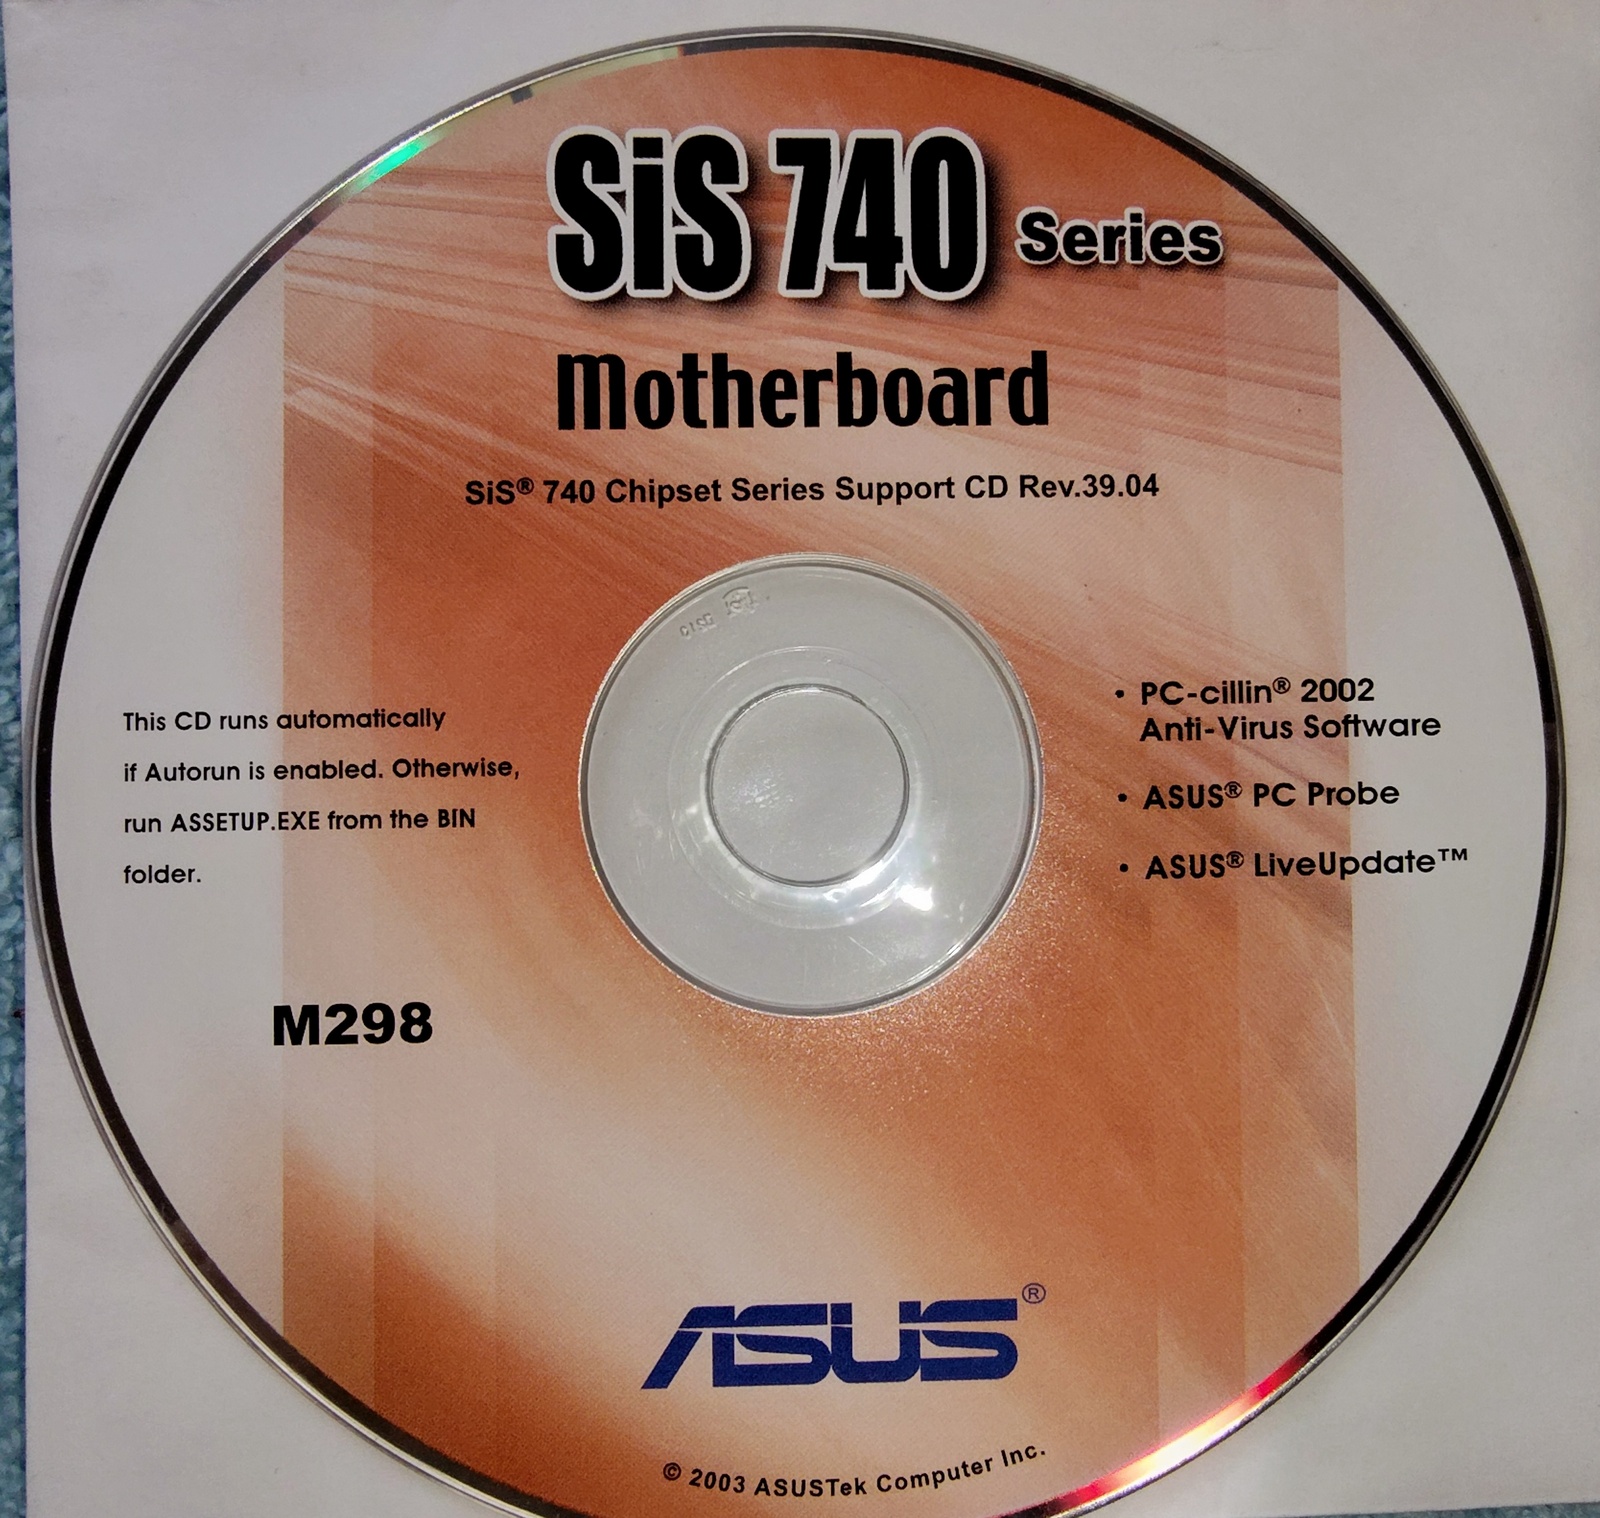 SiS 740 Series
Motherboard
SiS® 740 Chipset Series Support CD Rev.39.04
This CD runs automatically
if Autorun is enabled. Otherwise,
run ASSETUP.EXE from the BIN
folder.
• PC-cillin® 2002
Anti-Virus Software
• ASUS® PC Probe
• ASUS® LiveUpdate™
M298
ASUS®
© 2003 ASUSTek Computer Inc.